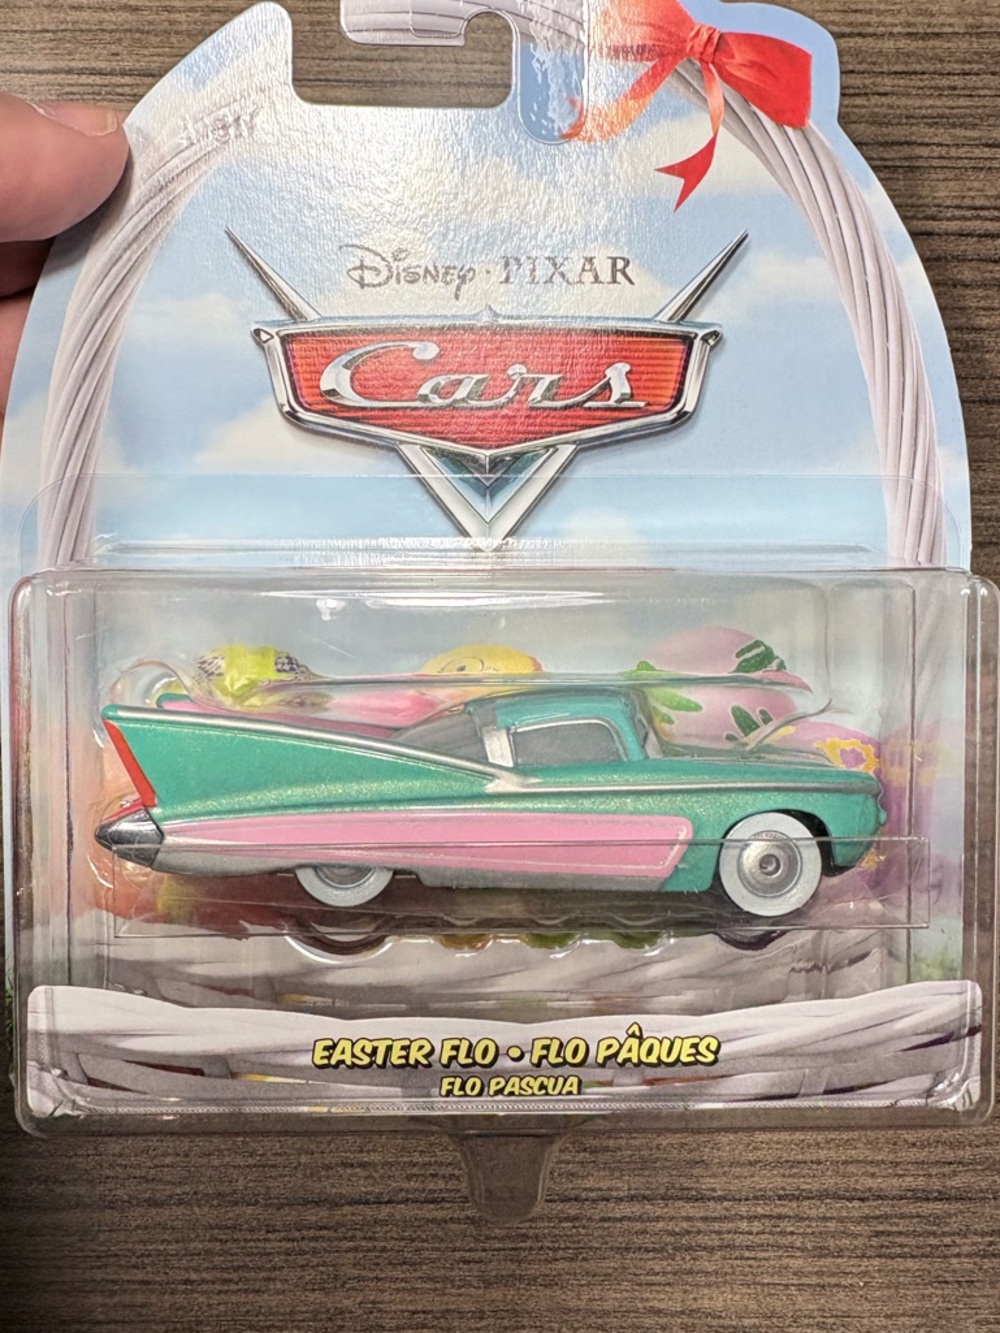 Disney·PIXAR
Cars
EASTER FLO • FLO PÂQUES
FLO PASCUA